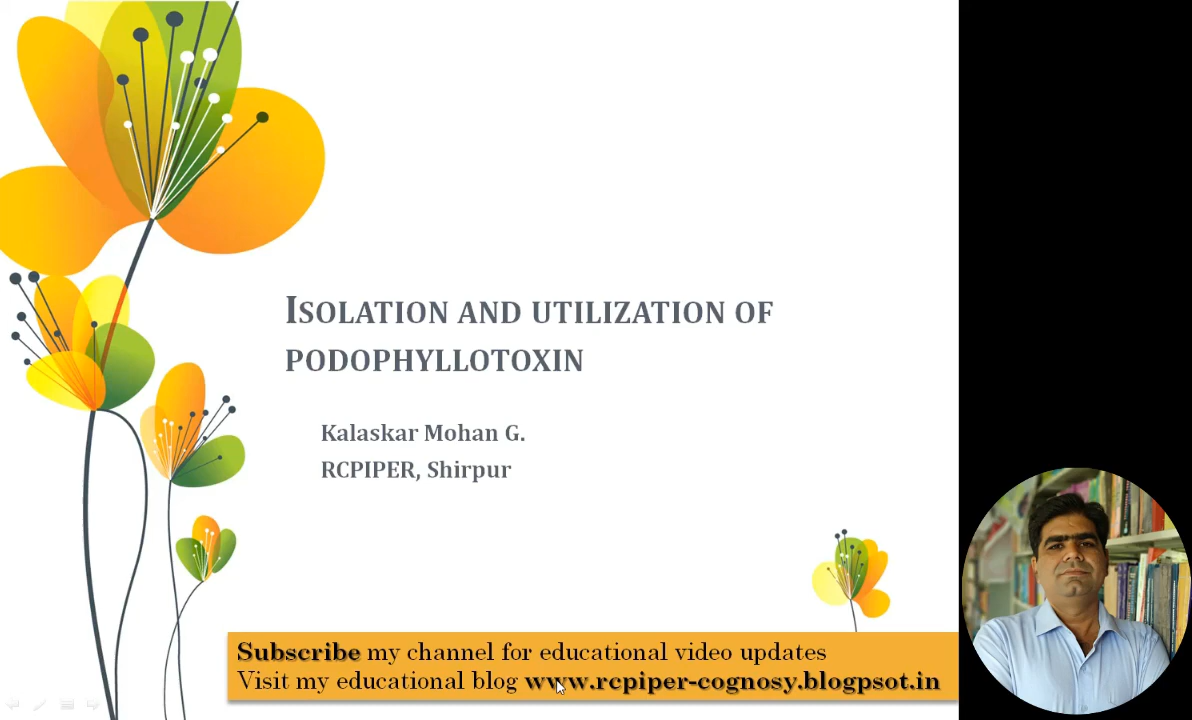 ISOLATION AND UTILIZATION OF
PODOPHYLLOTOXIN
Kalaskar Mohan G.
RCPIPER, Shirpur
Subscribe my channel for educational video updates
Visit my educational blog www.rcpiper-cognosy.blogpsot.in